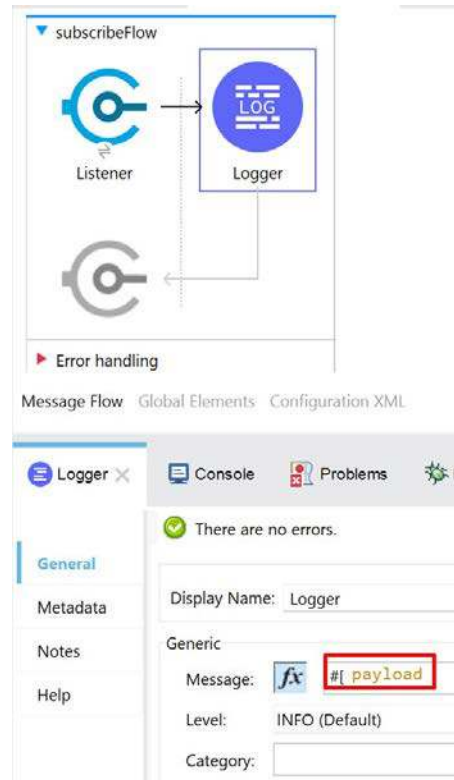 subscribeFlow
LOG
Listener
Logger
Error handling
Message Flow Global Elements Configuration XML
Logger Console Problems
There are no errors.
General
Metadata
Notes
Help
Display Name: Logger
Generic
Message: fx #[ payload
Level: INFO (Default)
Category: